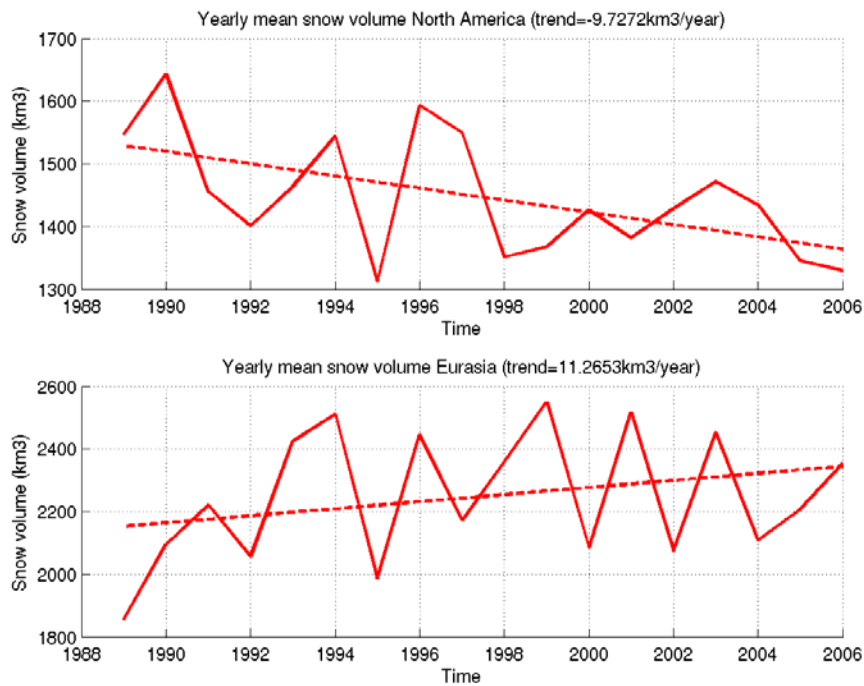 Yearly mean snow volume North America (trend=-9.7272km3/year)
1700
1600
1500
1400
1300
Snow volume (km3)
1988 1990 1992 1994 1996 1998 2000 2002 2004 2006
Time
Yearly mean snow volume Eurasia (trend=11.2653km3/year)
2600
2400
2200
2000
1800
Snow volume (km3)
1988 1990 1992 1994 1996 1998 2000 2002 2004 2006
Time